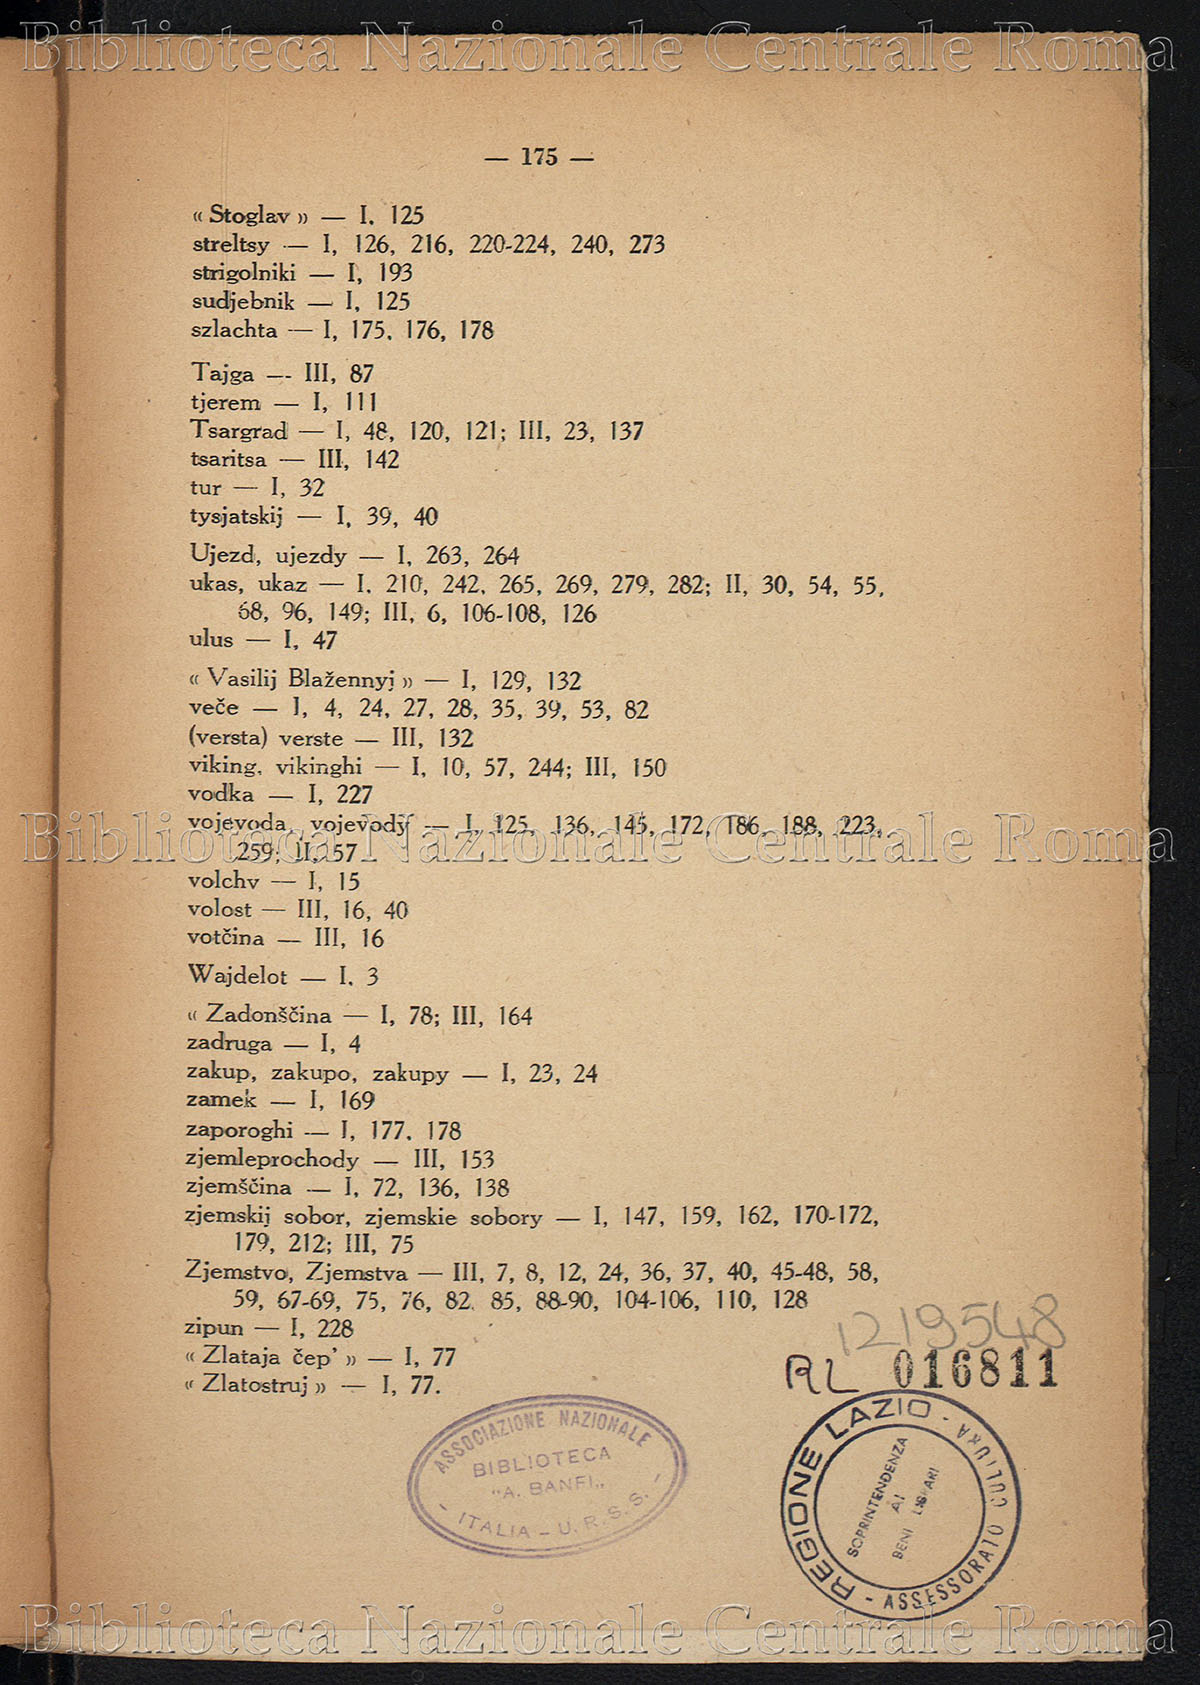 Biblioteca Nazionale Centrale Roma
— 175 —
« Stoglav » — I, 125
streltsy — I, 126, 216, 220-224, 240, 273
strigolniki — I, 193
sudjebnik — I, 125
szlachta — I, 175, 176, 178
Tajga — III, 87
tjerem — I, 111
Tsargrad — I, 48, 120, 121; III, 23, 137
tsaritsa — III, 142
tur — I, 32
tysjatskij — I, 39, 40
Ujezd, ujezdy — I, 263, 264
ukas, ukaz — I, 210, 242, 265, 269, 279, 282; II, 30, 54, 55,
68, 96, 149; III, 6, 106-108, 126
ulus — I, 47
« Vasilij Blažennyj » — I, 129, 132
veče — I, 4, 24, 27, 28, 35, 39, 53, 82
(versta) verste — III, 132
viking, vikinghi — I, 10, 57, 244; III, 150
vodka — I, 227
vojevoda, vojevody — I, 125, 136, 145, 172, 186, 188, 223,
259; II, 57
Biblioteca Nazionale Centrale Roma
volchv — I, 15
volost — III, 16, 40
votčina — III, 16
Wajdelot — I, 3
« Zadonščina — I, 78; III, 164
zadruga — I, 4
zakup, zakupo, zakupy — I, 23, 24
zamek — I, 169
zaporoghi — I, 177, 178
zjemleprochody — III, 153
zjemščina — I, 72, 136, 138
zjemskij sobor, zjemskie sobory — I, 147, 159, 162, 170-172,
179, 212; III, 75
Zjemstvo, Zjemstva — III, 7, 8, 12, 24, 36, 37, 40, 45-48, 58,
59, 67-69, 75, 76, 82, 85, 88-90, 104-106, 110, 128
zipun — I, 228
« Zlataja čep' » — I, 77
« Zlatostruj » — I, 77.
1219548
RL 016811
ASSOCIAZIONE NAZIONALE
BIBLIOTECA
"A. BANFI"
- ITALIA - U.R.S.S. -
REGIONE LAZIO - ASSESSORATO CULTURA -
SOPRINTENDENZA
AI
BENI LIBRARI
Biblioteca Nazionale Centrale Roma